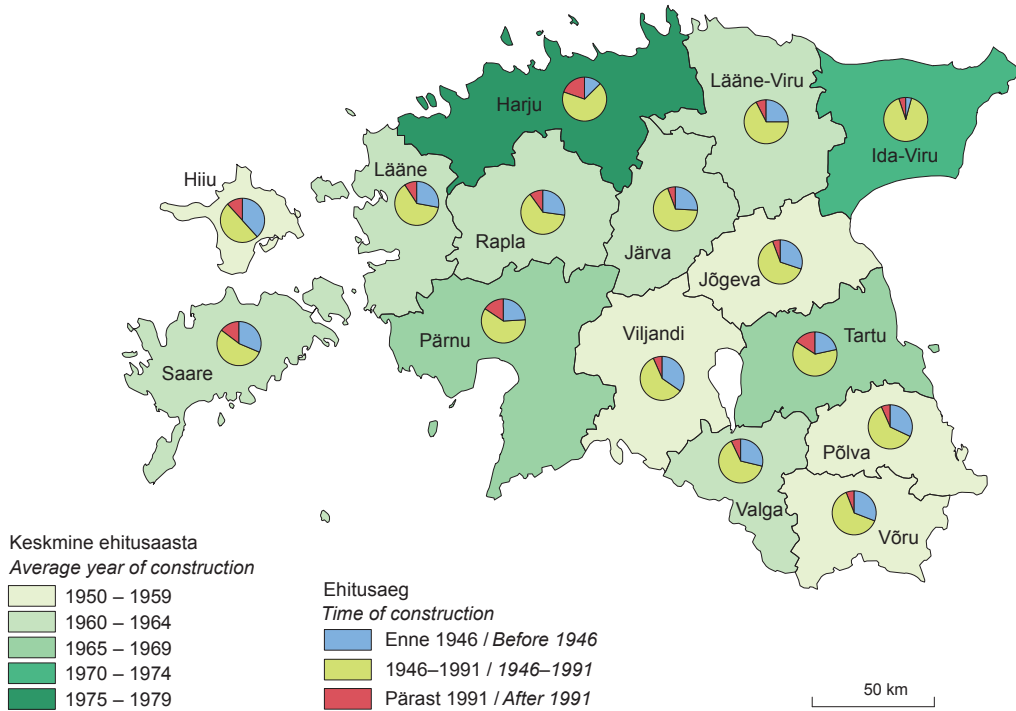 Harju
Lääne-Viru
Ida-Viru
Hiiu
Lääne
Rapla
Järva
Jõgeva
Saare
Pärnu
Viljandi
Tartu
Põlva
Valga
Võru
Keskmine ehitusaasta
Average year of construction
1950 – 1959
1960 – 1964
1965 – 1969
1970 – 1974
1975 – 1979
Ehitusaeg
Time of construction
Enne 1946 / Before 1946
1946–1991 / 1946–1991
Pärast 1991 / After 1991
50 km